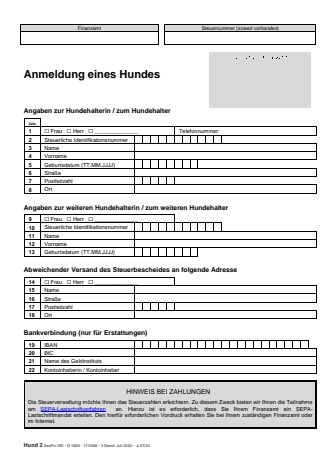 Finanzamt
Steuernummer (soweit vorhanden)
Anmeldung eines Hundes
Angaben zur Hundehalterin / zum Hundehalter
Zeile
1 ☐ Frau ☐ Herr ☐ Telefonnummer:
2 Steuerliche Identifikationsnummer
3 Name
4 Vorname
5 Geburtsdatum (TT.MM.JJJJ)
6 Straße
7 Postleitzahl
8 Ort
Angaben zur weiteren Hundehalterin / zum weiteren Hundehalter
9 ☐ Frau ☐ Herr ☐
10 Steuerliche Identifikationsnummer
11 Name
12 Vorname
13 Geburtsdatum (TT.MM.JJJJ)
Abweichender Versand des Steuerbescheides an folgende Adresse
14 ☐ Frau ☐ Herr ☐
15 Name
16 Straße
17 Postleitzahl
18 Ort
Bankverbindung (nur für Erstattungen)
19 IBAN
20 BIC
21 Name des Geldinstituts
22 Kontoinhaberin / Kontoinhaber
HINWEIS BEI ZAHLUNGEN
Die Steuerverwaltung möchte Ihnen das Steuerzahlen erleichtern. Zu diesem Zweck bieten wir Ihnen die Teilnahme
am SEPA-Lastschriftverfahren an. Hierzu ist es erforderlich, dass Sie Ihrem Finanzamt ein SEPA-
Lastschriftmandat erteilen. Den hierfür erforderlichen Vordruck erhalten Sie bei Ihrem zuständigen Finanzamt oder
im Internet.
Hund 2